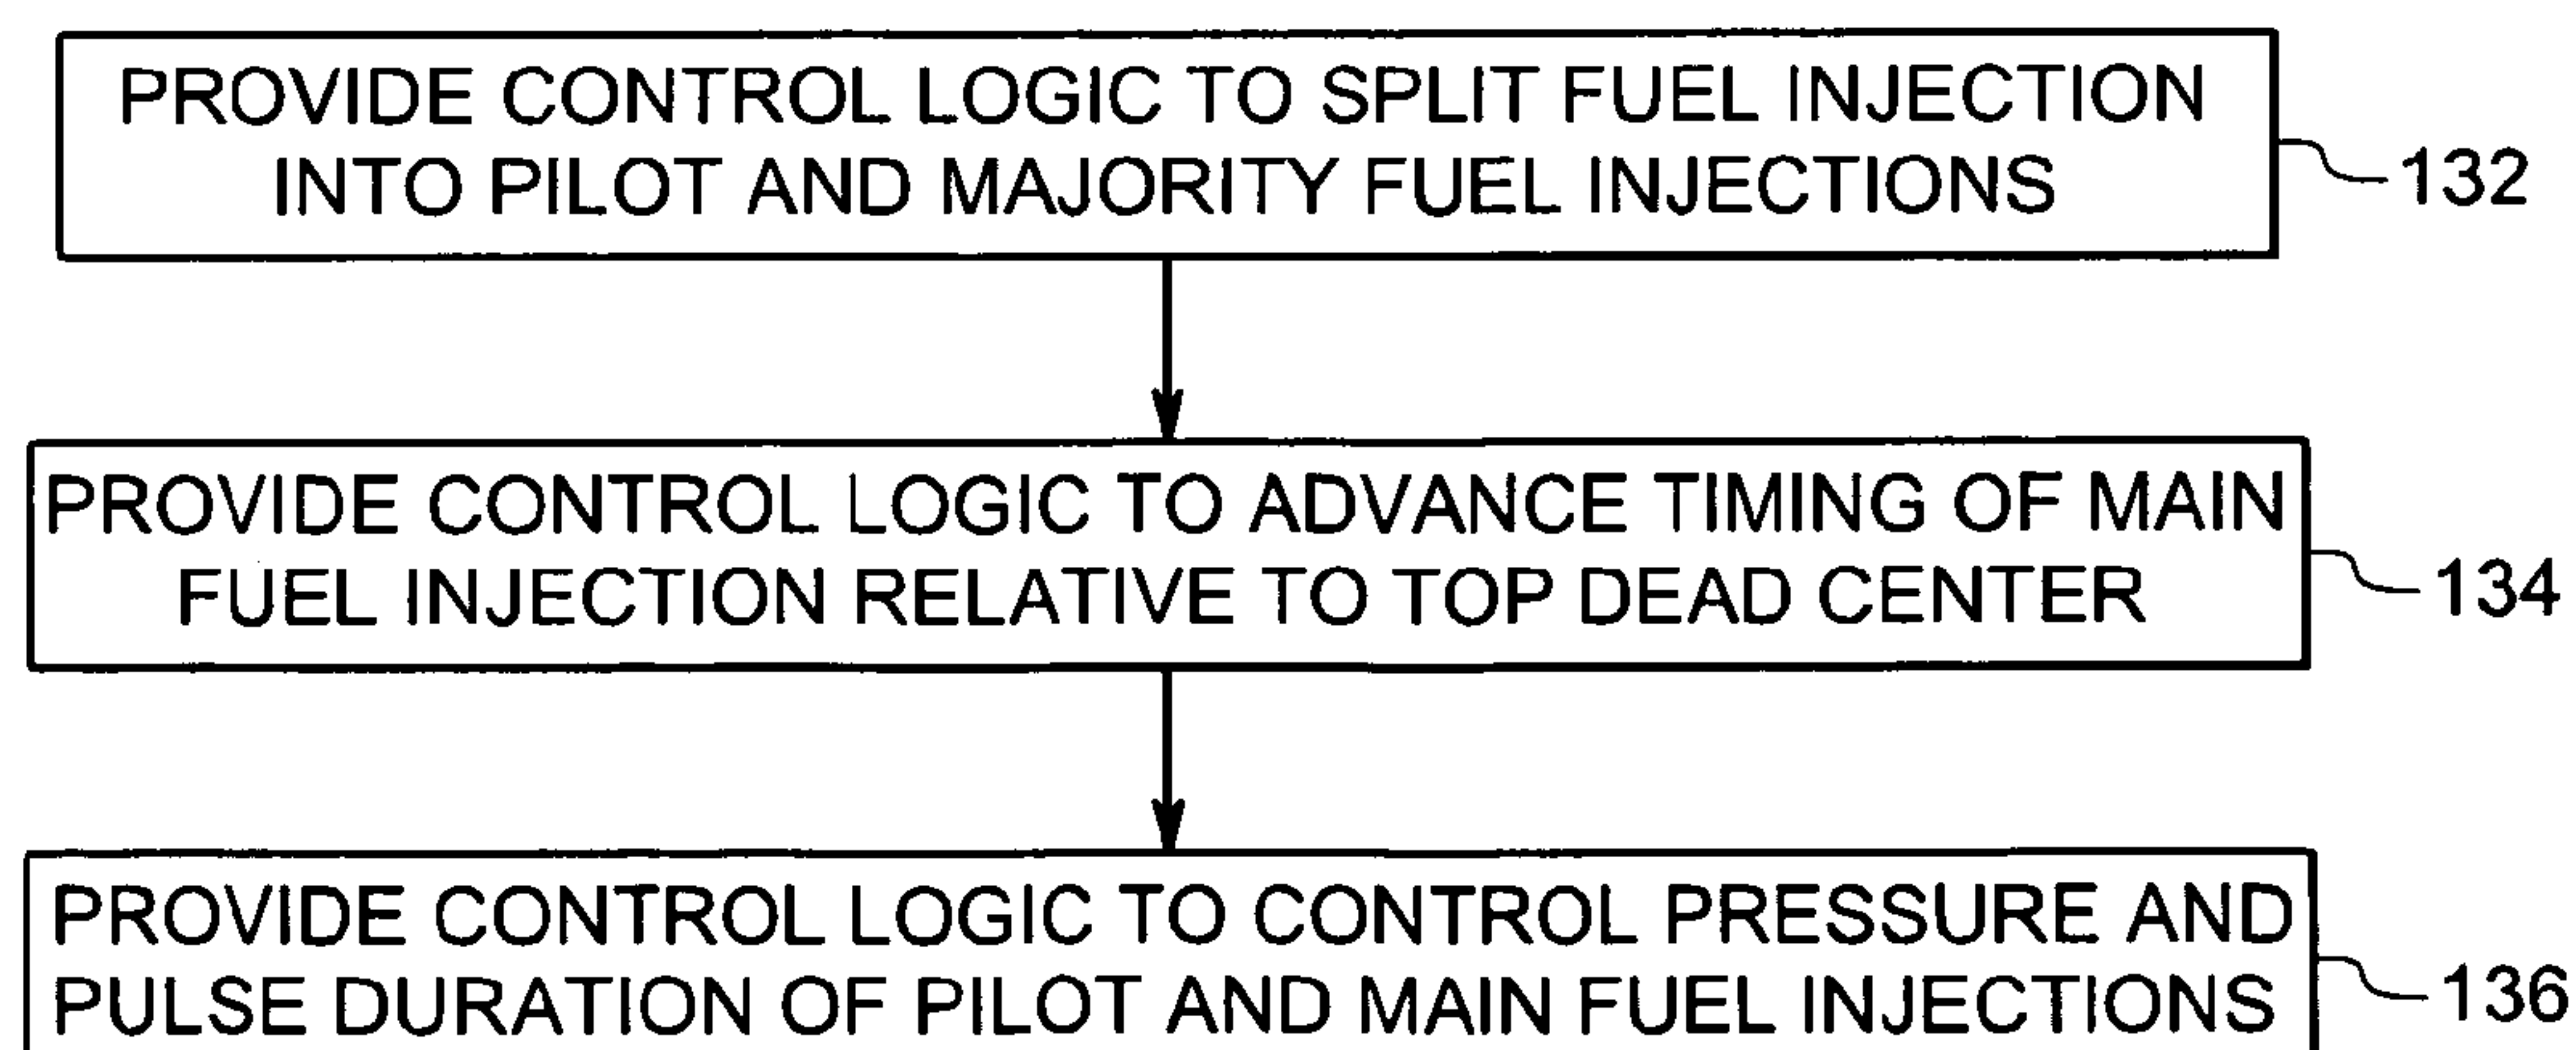 PROVIDE CONTROL LOGIC TO SPLIT FUEL INJECTION
INTO PILOT AND MAJORITY FUEL INJECTIONS
132
PROVIDE CONTROL LOGIC TO ADVANCE TIMING OF MAIN
FUEL INJECTION RELATIVE TO TOP DEAD CENTER
134
PROVIDE CONTROL LOGIC TO CONTROL PRESSURE AND
PULSE DURATION OF PILOT AND MAIN FUEL INJECTIONS
136